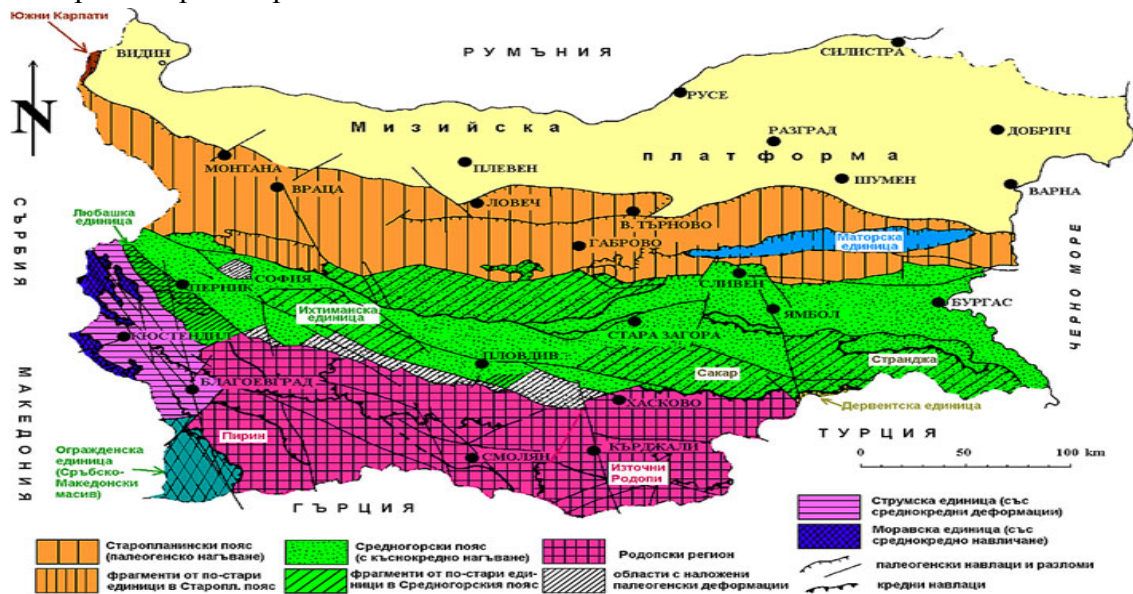 Южни Карпати
РУМЪНИЯ
ВИДИН
СИЛИСТРА
N
РУСЕ
Мизийска
платформа
РАЗГРАД
ДОБРИЧ
МОНТАНА
ПЛЕВЕН
ШУМЕН
ВРАЦА
ВАРНА
ЛОВЕЧ
СЪРБИЯ
Любашка
единица
В. ТЪРНОВО
ГАБРОВО
Маторска
единица
ЧЕРНО МОРЕ
СОФИЯ
ПЕРНИК
СЛИВЕН
БУРГАС
Ихтиманска
единица
ЯМБОЛ
СТАРА ЗАГОРА
КЮСТЕНДИЛ
ПЛОВДИВ
Странджа
Сакар
МАКЕДОНИЯ
БЛАГОЕВГРАД
ХАСКОВО
Дервентска единица
ТУРЦИЯ
Пирин
Огражденска
единица
(Сръбско-
Македонски
масив)
СМОЛЯН
КЪРДЖАЛИ
Източни
Родопи
0 50 100 km
ГЪРЦИЯ
Струмска единица (със
среднокредни деформации)
Моравска единица (със
среднокредно навличане)
Старопланински пояс
(палеогенско нагъване)
Средногорски пояс
(с къснокредно нагъване)
Родопски регион
палеогенски навлаци и разломи
фрагменти от по-стари
единици в Старопл. пояс
фрагменти от по-стари еди-
ници в Средногорския пояс
области с наложени
палеогенски деформации
кредни навлаци